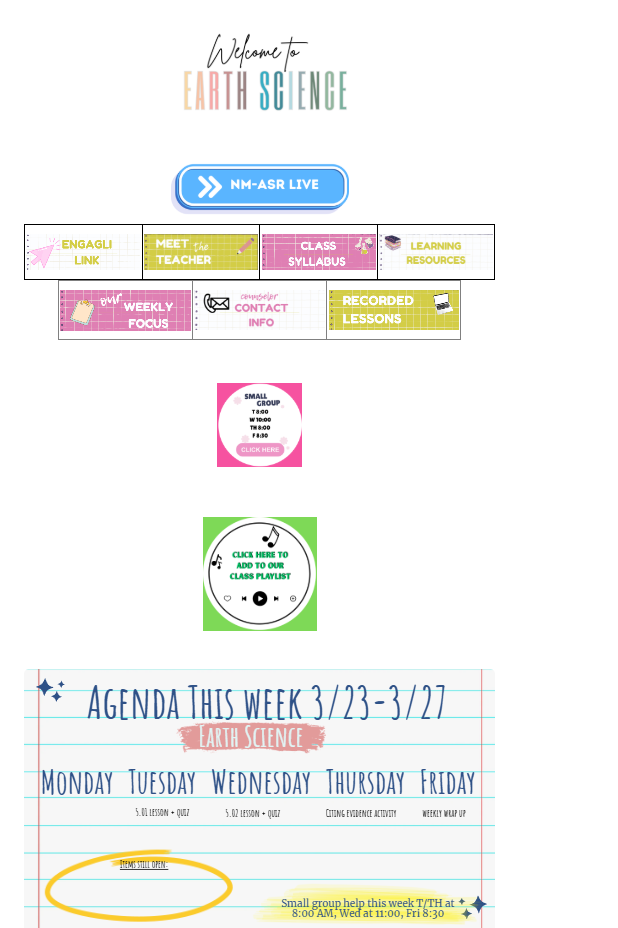 Welcome to
EARTH SCIENCE
NM-ASR LIVE
ENGAGLI
LINK
MEET the
TEACHER
CLASS
SYLLABUS
LEARNING
RESOURCES
our WEEKLY
FOCUS
counselor
CONTACT
INFO
RECORDED
LESSONS
SMALL
GROUP
T 8:00
W 10:00
TH 8:00
F 8:30
CLICK HERE
CLICK HERE TO
ADD TO OUR
CLASS PLAYLIST
Agenda This week 3/23-3/27
Earth Science
Monday Tuesday Wednesday Thursday Friday
5.01 lesson + quiz 5.02 lesson + quiz Citing evidence activity weekly wrap up
Items still open:
Small group help this week T/TH at
8:00 AM, Wed at 11:00, Fri 8:30